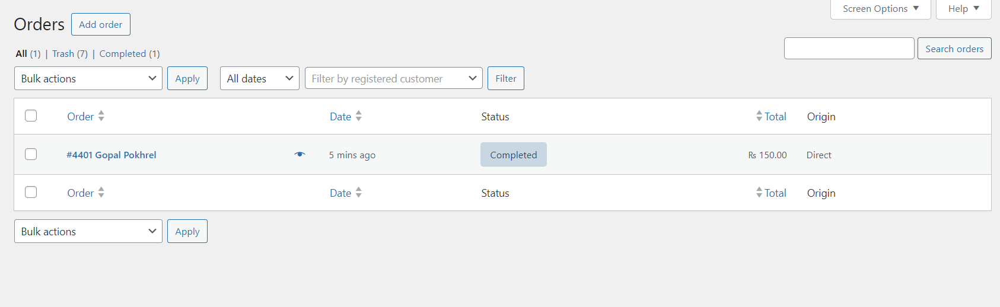 Screen Options Help
Orders Add order
All (1) | Trash (7) | Completed (1)
Search orders
Bulk actions Apply All dates Filter by registered customer Filter
Order Date Status Total Origin
#4401 Gopal Pokhrel 5 mins ago Completed ₨ 150.00 Direct
Order Date Status Total Origin
Bulk actions Apply